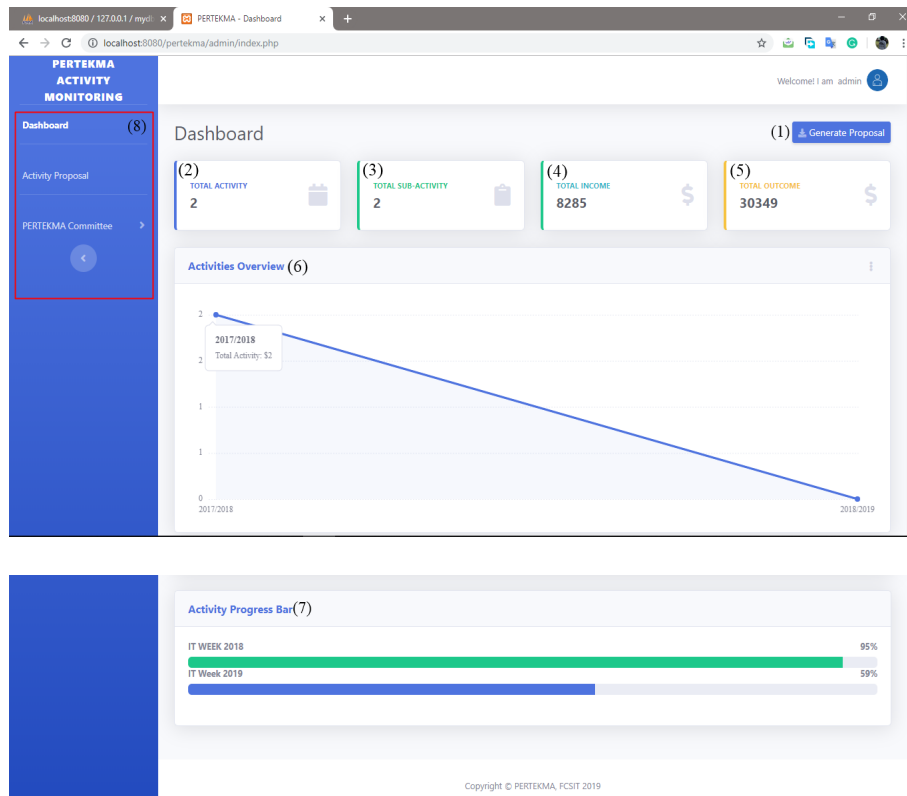 localhost:8080 / 127.0.0.1 / mydb
PERTEKMA - Dashboard
localhost:8080/pertekma/admin/index.php
PERTEKMA
ACTIVITY
MONITORING
Welcome! I am admin
Dashboard (8)
Activity Proposal
PERTEKMA Committee
Dashboard
(1) Generate Proposal
(2)
TOTAL ACTIVITY
2
(3)
TOTAL SUB-ACTIVITY
2
(4)
TOTAL INCOME
8285
$
(5)
TOTAL OUTCOME
30349
$
Activities Overview (6)
2
2017/2018
Total Activity: $2
2
1
1
0
2017/2018 2018/2019
Activity Progress Bar(7)
IT WEEK 2018 95%
IT Week 2019 59%
Copyright © PERTEKMA, FCSIT 2019